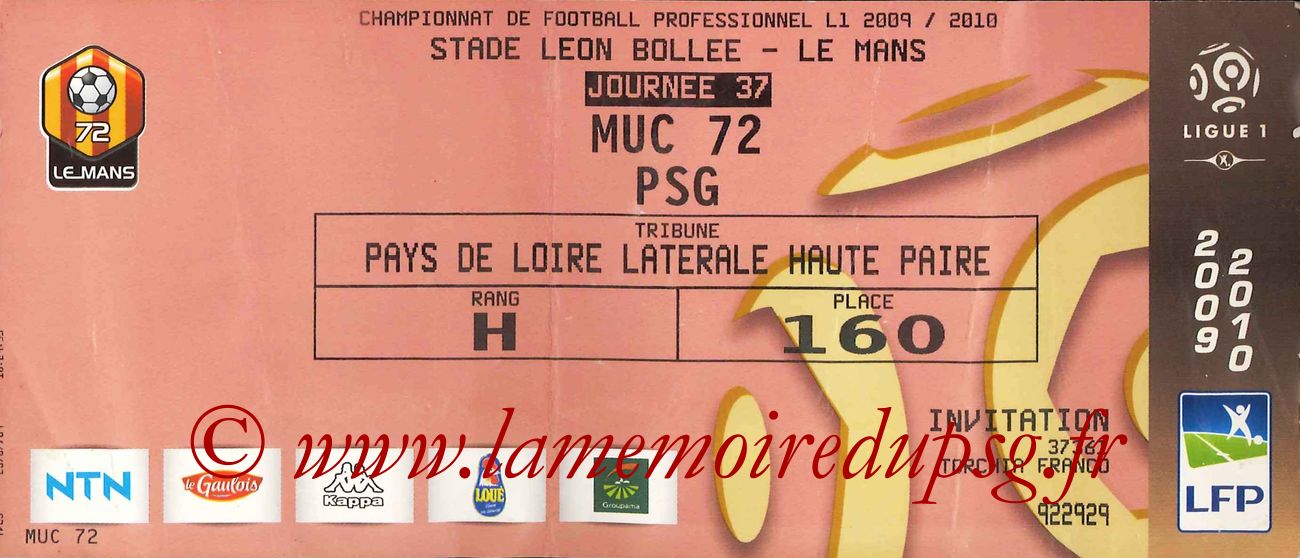 CHAMPIONNAT DE FOOTBALL PROFESSIONNEL L1 2009 / 2010
STADE LEON BOLLEE - LE MANS
JOURNEE 37
MUC 72
PSG
72
LE MANS
TRIBUNE
PAYS DE LOIRE LATERALE HAUTE PAIRE
RANG
H
PLACE
160
LIGUE 1
2009
2010
INVITATION
TORCHIA FRANCO
922929
© www.lamemoiredupsg.fr
NTN
le Gaulois
Kappa
LOUÉ
Groupama
LFP
MUC 72